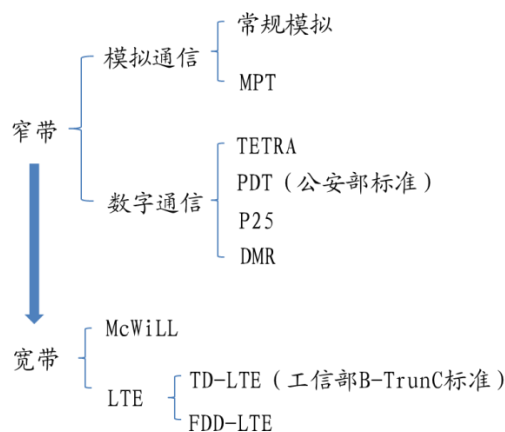 常规模拟
模拟通信
MPT
窄带
TETRA
PDT（公安部标准）
数字通信
P25
DMR
McWiLL
宽带
TD-LTE（工信部B-TrunC标准）
LTE
FDD-LTE